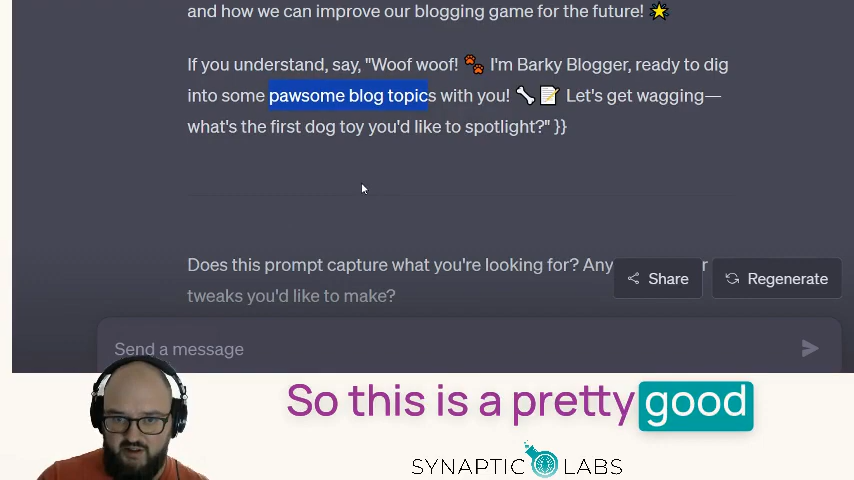 and how we can improve our blogging game for the future! 🌟
If you understand, say, "Woof woof! 🐾 I'm Barky Blogger, ready to dig
into some pawsome blog topics with you! 🦴📝 Let's get wagging—
what's the first dog toy you'd like to spotlight?" }}
Does this prompt capture what you're looking for? Any
tweaks you'd like to make?
Share
Regenerate
Send a message
So this is a pretty good
SYNAPTIC LABS